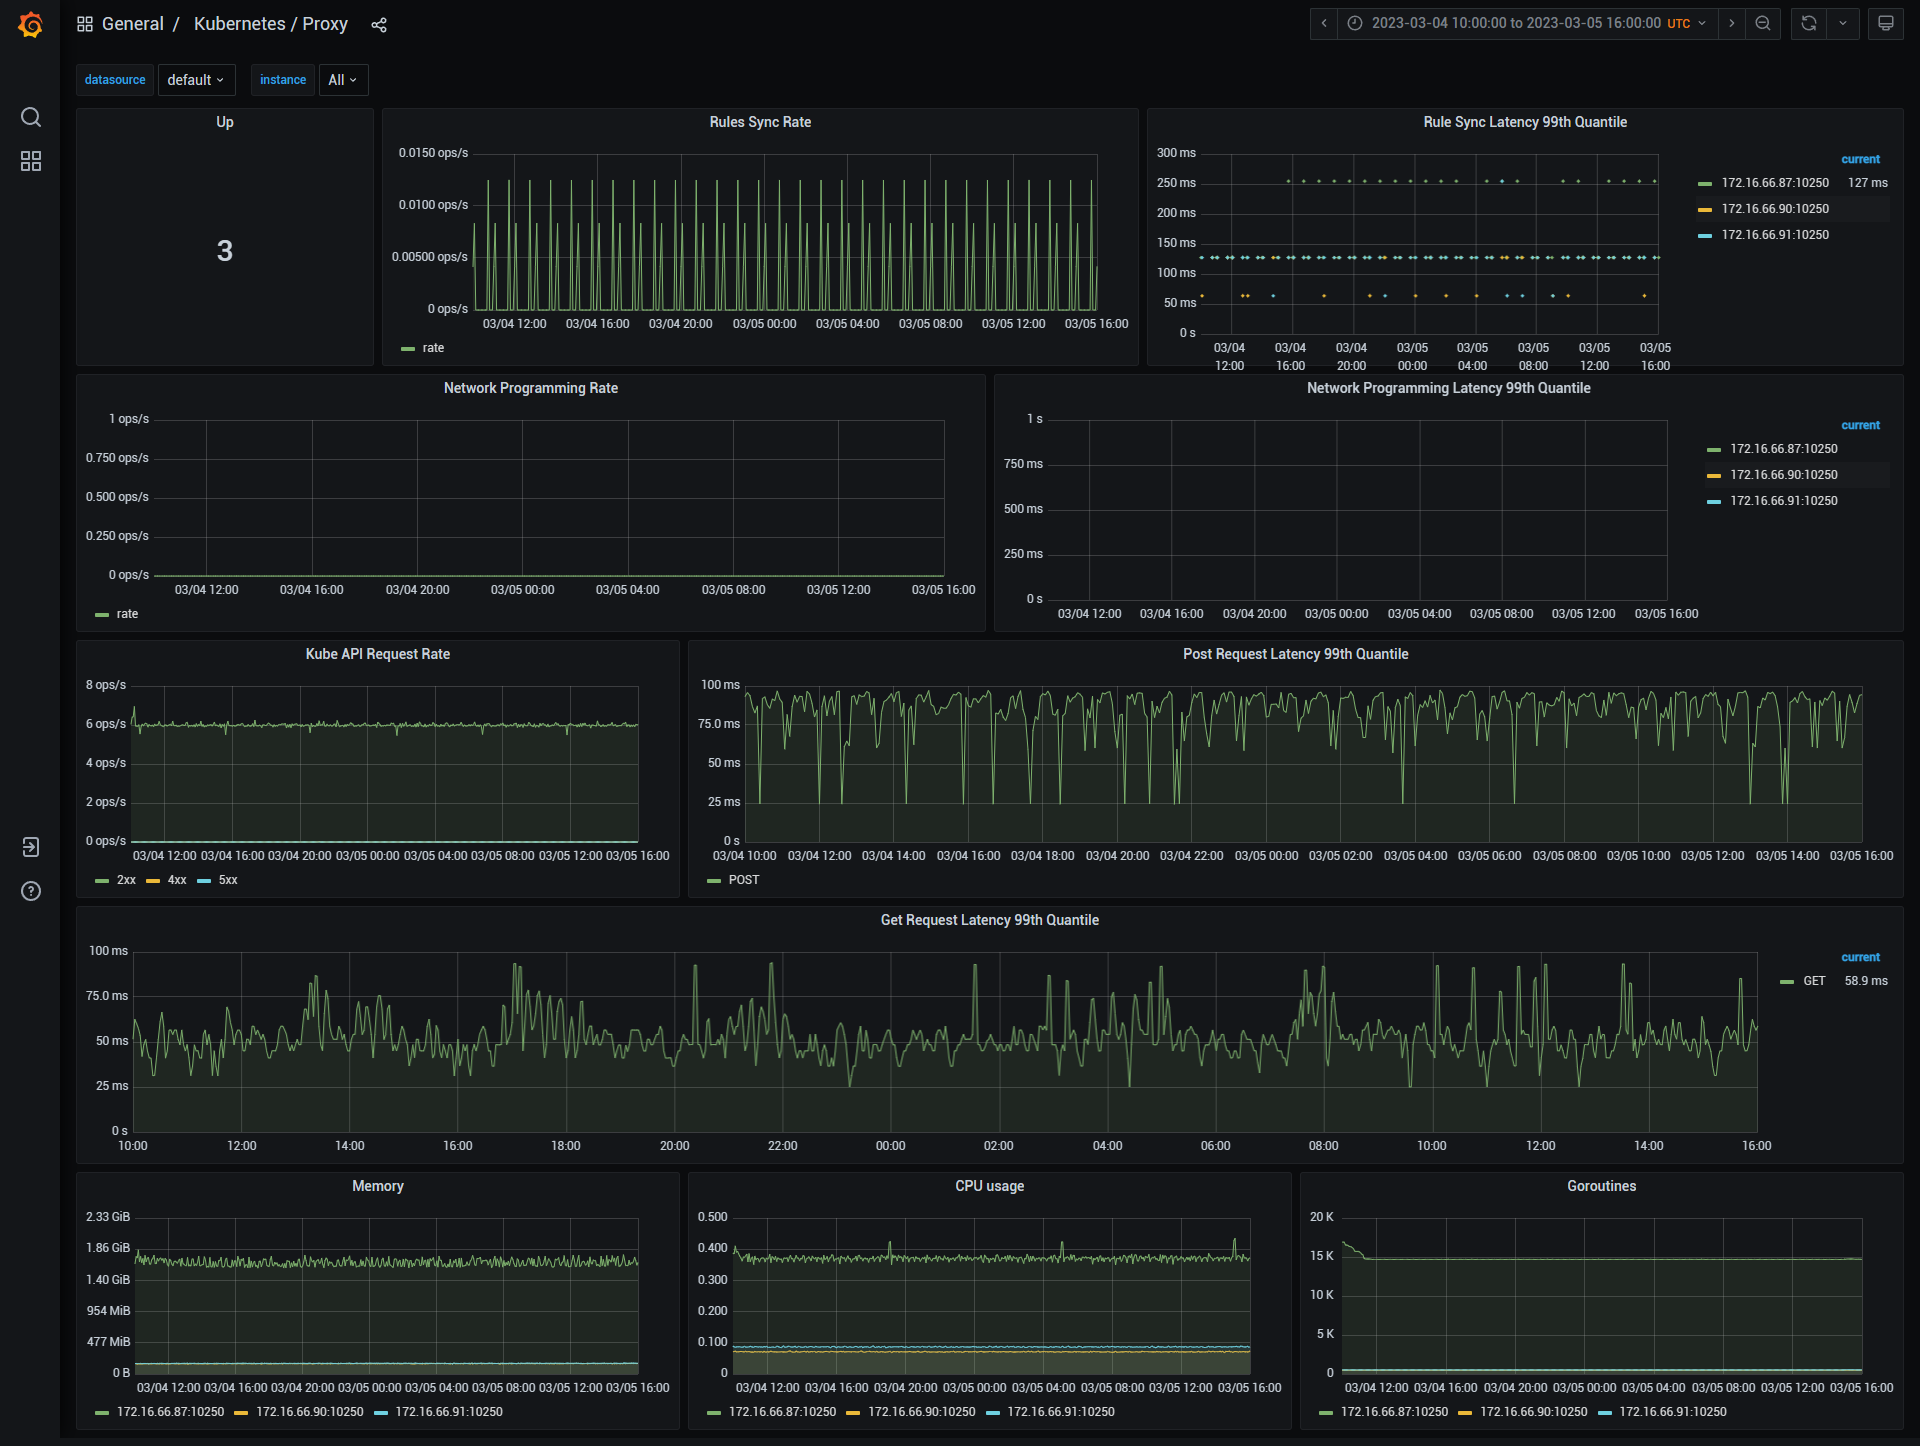 General / Kubernetes / Proxy
2023-03-04 10:00:00 to 2023-03-05 16:00:00 UTC
datasource default instance All
Up
3
Rules Sync Rate
0.0150 ops/s
0.0100 ops/s
0.00500 ops/s
0 ops/s
03/04 12:00 03/04 16:00 03/04 20:00 03/05 00:00 03/05 04:00 03/05 08:00 03/05 12:00 03/05 16:00
rate
Rule Sync Latency 99th Quantile
300 ms
250 ms
200 ms
150 ms
100 ms
50 ms
0 s
03/04 03/04 03/04 03/05 03/05 03/05 03/05 03/05
12:00 16:00 20:00 00:00 04:00 08:00 12:00 16:00
current
172.16.66.87:10250 127 ms
172.16.66.90:10250
172.16.66.91:10250
Network Programming Rate
1 ops/s
0.750 ops/s
0.500 ops/s
0.250 ops/s
0 ops/s
03/04 12:00 03/04 16:00 03/04 20:00 03/05 00:00 03/05 04:00 03/05 08:00 03/05 12:00 03/05 16:00
rate
Network Programming Latency 99th Quantile
1 s
750 ms
500 ms
250 ms
0 s
03/04 12:00 03/04 16:00 03/04 20:00 03/05 00:00 03/05 04:00 03/05 08:00 03/05 12:00 03/05 16:00
current
172.16.66.87:10250
172.16.66.90:10250
172.16.66.91:10250
Kube API Request Rate
8 ops/s
6 ops/s
4 ops/s
2 ops/s
0 ops/s
03/04 12:00 03/04 16:00 03/04 20:00 03/05 00:00 03/05 04:00 03/05 08:00 03/05 12:00 03/05 16:00
2xx 4xx 5xx
Post Request Latency 99th Quantile
100 ms
75.0 ms
50 ms
25 ms
0 s
03/04 10:00 03/04 12:00 03/04 14:00 03/04 16:00 03/04 18:00 03/04 20:00 03/04 22:00 03/05 00:00 03/05 02:00 03/05 04:00 03/05 06:00 03/05 08:00 03/05 10:00 03/05 12:00 03/05 14:00 03/05 16:00
POST
Get Request Latency 99th Quantile
100 ms
75.0 ms
50 ms
25 ms
0 s
10:00 12:00 14:00 16:00 18:00 20:00 22:00 00:00 02:00 04:00 06:00 08:00 10:00 12:00 14:00 16:00
current
GET 58.9 ms
Memory
2.33 GiB
1.86 GiB
1.40 GiB
954 MiB
477 MiB
0 B
03/04 12:00 03/04 16:00 03/04 20:00 03/05 00:00 03/05 04:00 03/05 08:00 03/05 12:00 03/05 16:00
172.16.66.87:10250 172.16.66.90:10250 172.16.66.91:10250
CPU usage
0.500
0.400
0.300
0.200
0.100
0
03/04 12:00 03/04 16:00 03/04 20:00 03/05 00:00 03/05 04:00 03/05 08:00 03/05 12:00 03/05 16:00
172.16.66.87:10250 172.16.66.90:10250 172.16.66.91:10250
Goroutines
20 K
15 K
10 K
5 K
0
03/04 12:00 03/04 16:00 03/04 20:00 03/05 00:00 03/05 04:00 03/05 08:00 03/05 12:00 03/05 16:00
172.16.66.87:10250 172.16.66.90:10250 172.16.66.91:10250